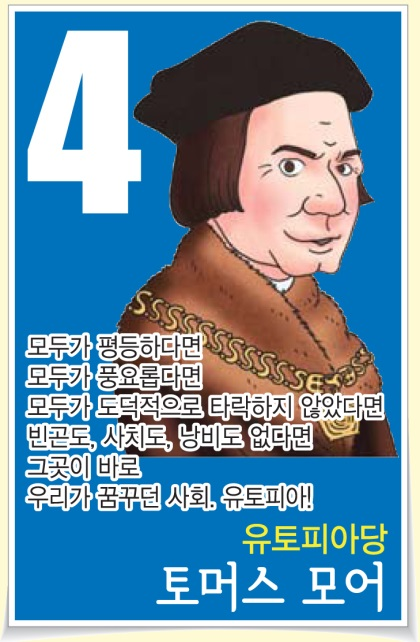 4
모두가 평등하다면
모두가 풍요롭다면
모두가 도덕적으로 타락하지 않았다면
빈곤도, 사치도, 낭비도 없다면
그곳이 바로
우리가 꿈꾸던 사회. 유토피아!
유토피아당
토머스 모어